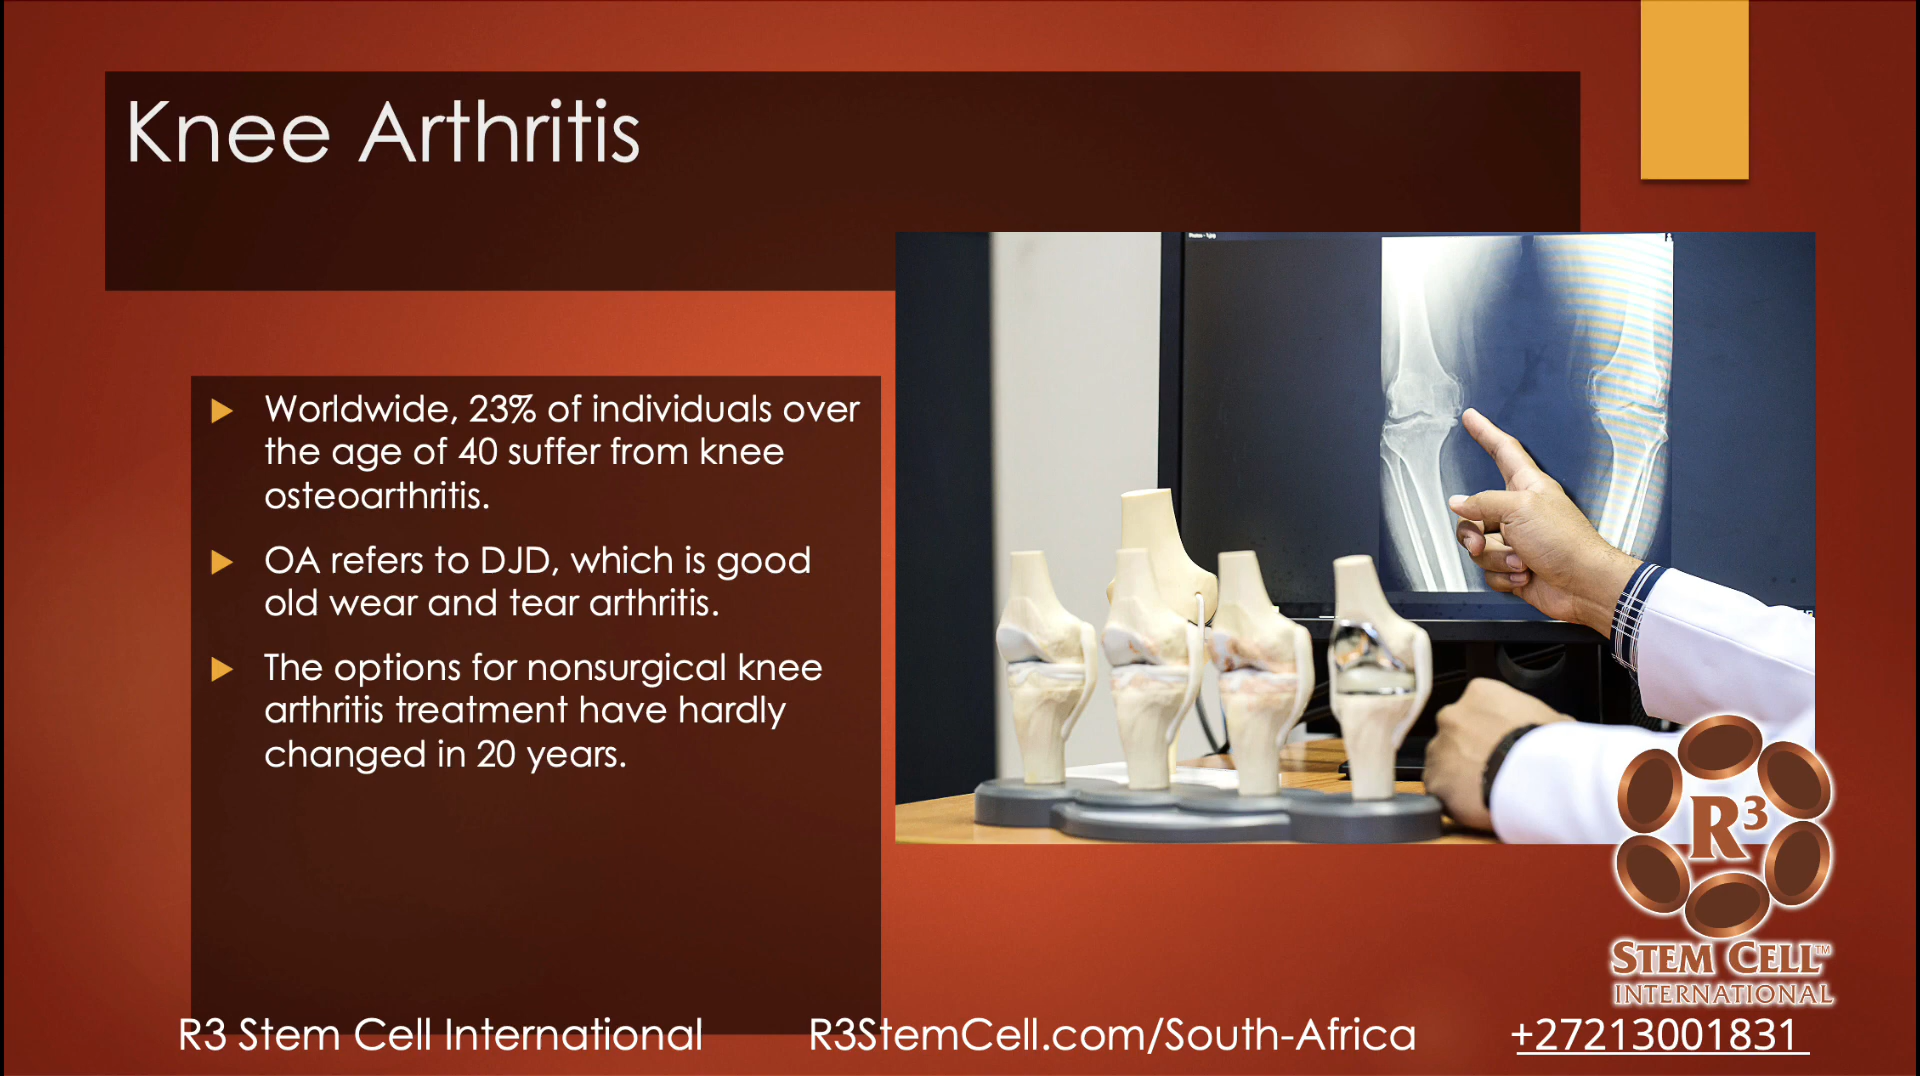 Knee Arthritis
Worldwide, 23% of individuals over
the age of 40 suffer from knee
osteoarthritis.
OA refers to DJD, which is good
old wear and tear arthritis.
The options for nonsurgical knee
arthritis treatment have hardly
changed in 20 years.
R3
STEM CELL™
INTERNATIONAL
R3 Stem Cell International
R3StemCell.com/South-Africa
+27213001831